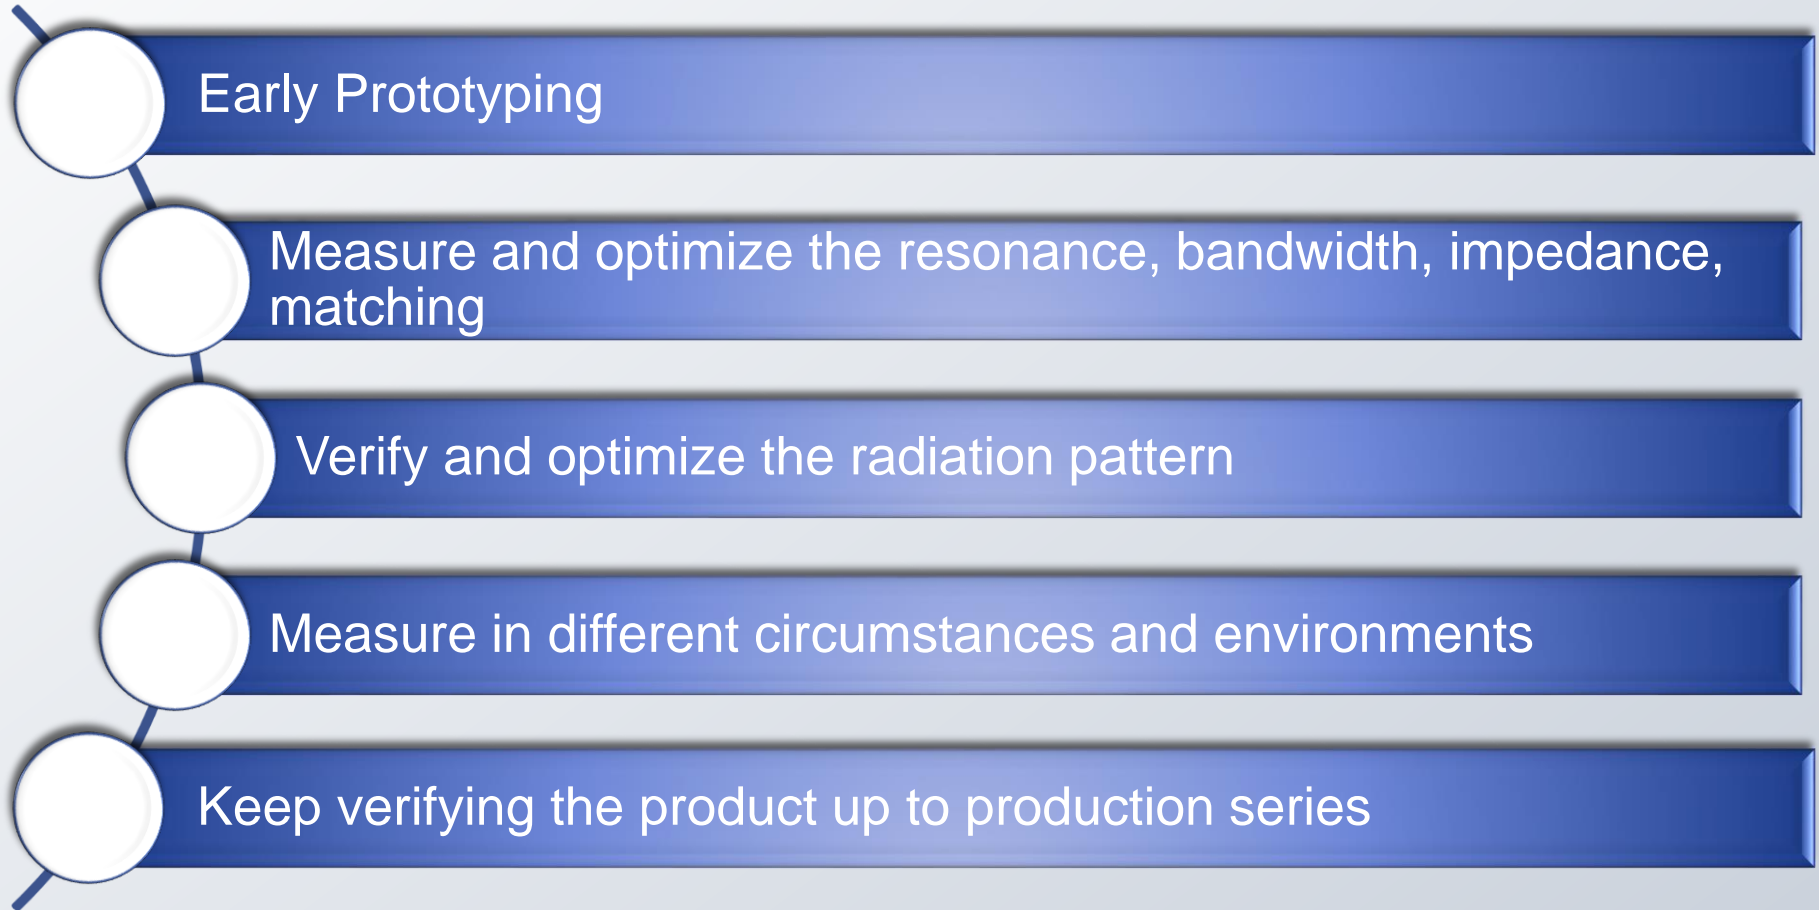 Early Prototyping
Measure and optimize the resonance, bandwidth, impedance,
matching
Verify and optimize the radiation pattern
Measure in different circumstances and environments
Keep verifying the product up to production series